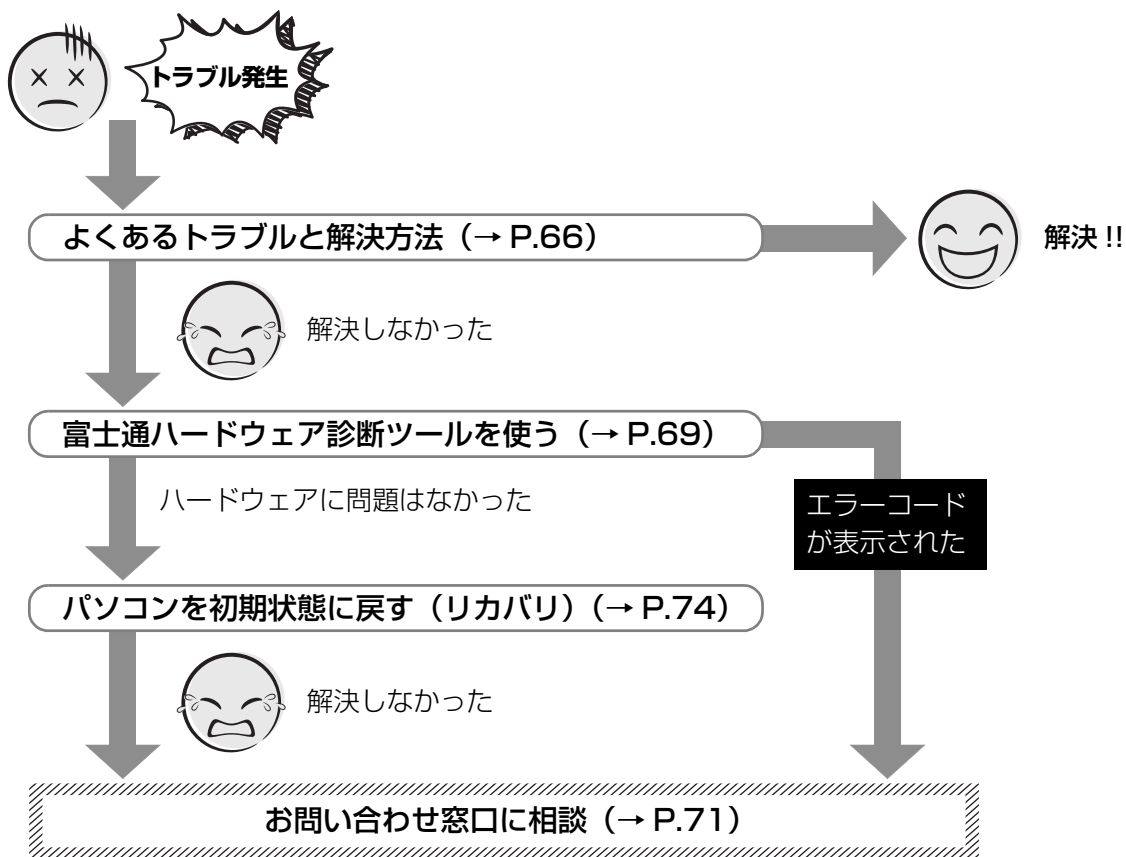 トラブル発生
よくあるトラブルと解決方法（→ P.66）
解決 !!
解決しなかった
富士通ハードウェア診断ツールを使う（→ P.69）
ハードウェアに問題はなかった
エラーコード
が表示された
パソコンを初期状態に戻す（リカバリ）（→ P.74）
解決しなかった
お問い合わせ窓口に相談（→ P.71）